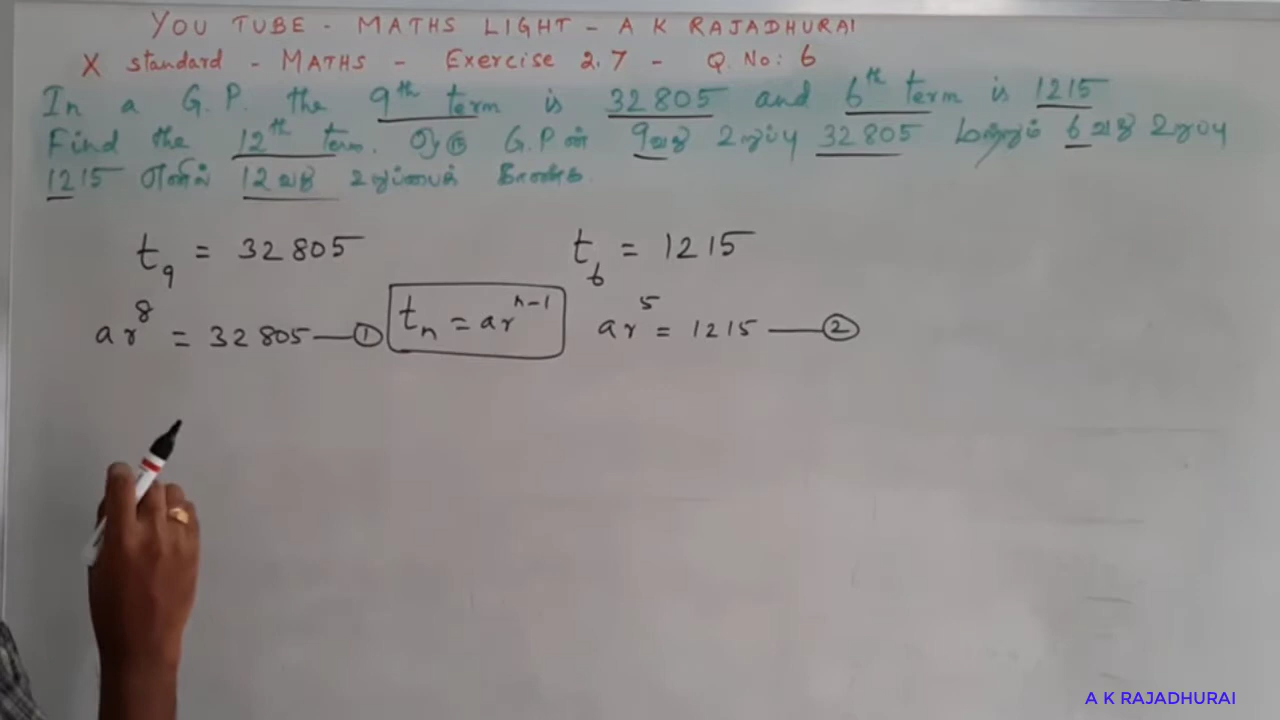 YOU TUBE - MATHS LIGHT - A K RAJADHURAI
X standard - MATHS - Exercise 2.7 - Q. No: 6
In a G.P. the 9th term is 32805 and 6th term is 1215
Find the 12th term. ஒரு G.P ன் 9வது உறுப்பு 32805 மற்றும் 6வது உறுப்பு
1215 எனில் 12வது உறுப்பைக் காண்க.
t₉ = 32805 t₆ = 1215
ar⁸ = 32805 — ① tₙ = arⁿ⁻¹ ar⁵ = 1215 — ②
A K RAJADHURAI